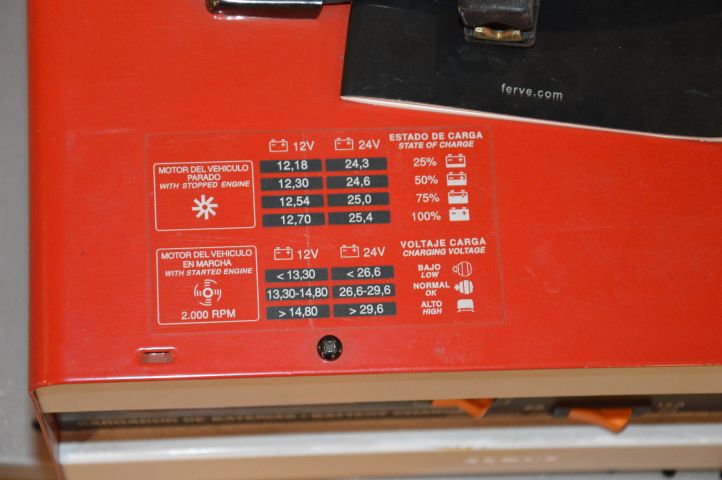 ferve.com
12V 24V ESTADO DE CARGA
STATE OF CHARGE
MOTOR DEL VEHICULO
PARADO
WITH STOPPED ENGINE
12,18 24,3 25%
12,30 24,6 50%
12,54 25,0 75%
12,70 25,4 100%
MOTOR DEL VEHICULO
EN MARCHA
WITH STARTED ENGINE
2.000 RPM
12V 24V VOLTAJE CARGA
CHARGING VOLTAGE
< 13,30 < 26,6 BAJO
LOW
13,30-14,80 26,6-29,6 NORMAL
OK
> 14,80 > 29,6 ALTO
HIGH
CARGADOR DE BATERIAS